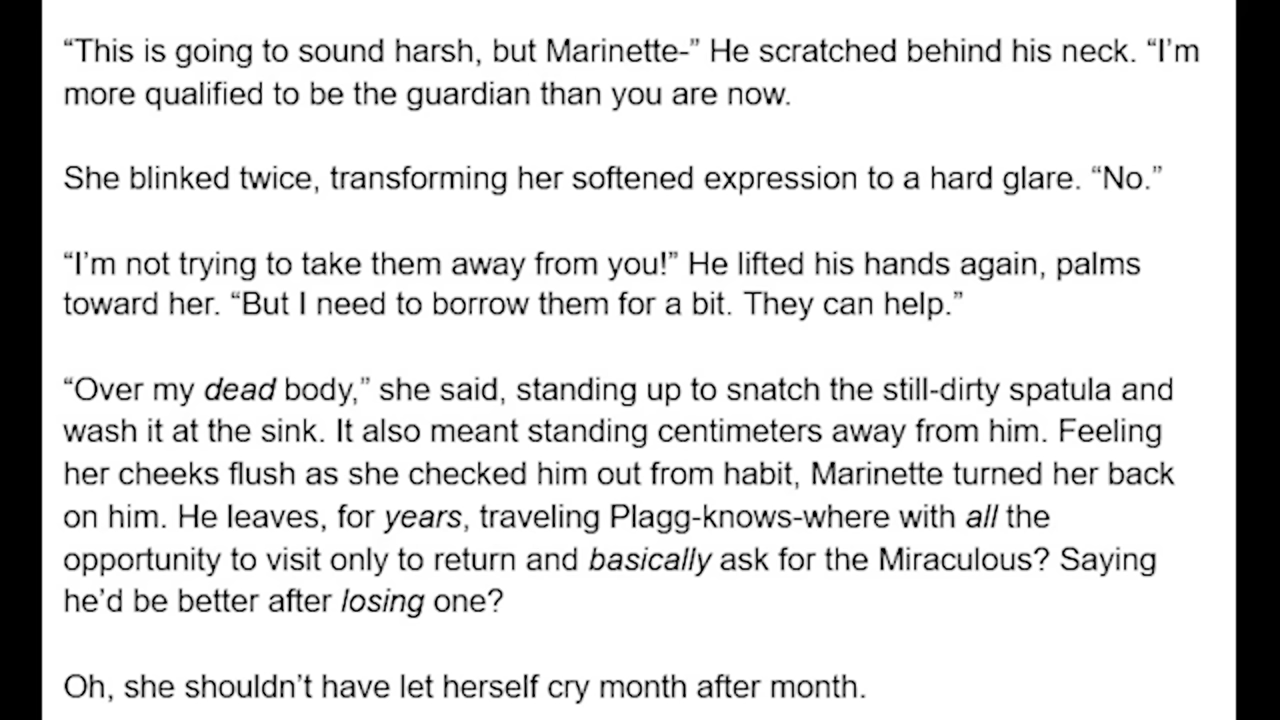 “This is going to sound harsh, but Marinette-” He scratched behind his neck. “I’m
more qualified to be the guardian than you are now.
She blinked twice, transforming her softened expression to a hard glare. “No.”
“I’m not trying to take them away from you!” He lifted his hands again, palms
toward her. “But I need to borrow them for a bit. They can help.”
“Over my dead body,” she said, standing up to snatch the still-dirty spatula and
wash it at the sink. It also meant standing centimeters away from him. Feeling
her cheeks flush as she checked him out from habit, Marinette turned her back
on him. He leaves, for years, traveling Plagg-knows-where with all the
opportunity to visit only to return and basically ask for the Miraculous? Saying
he’d be better after losing one?
Oh, she shouldn’t have let herself cry month after month.